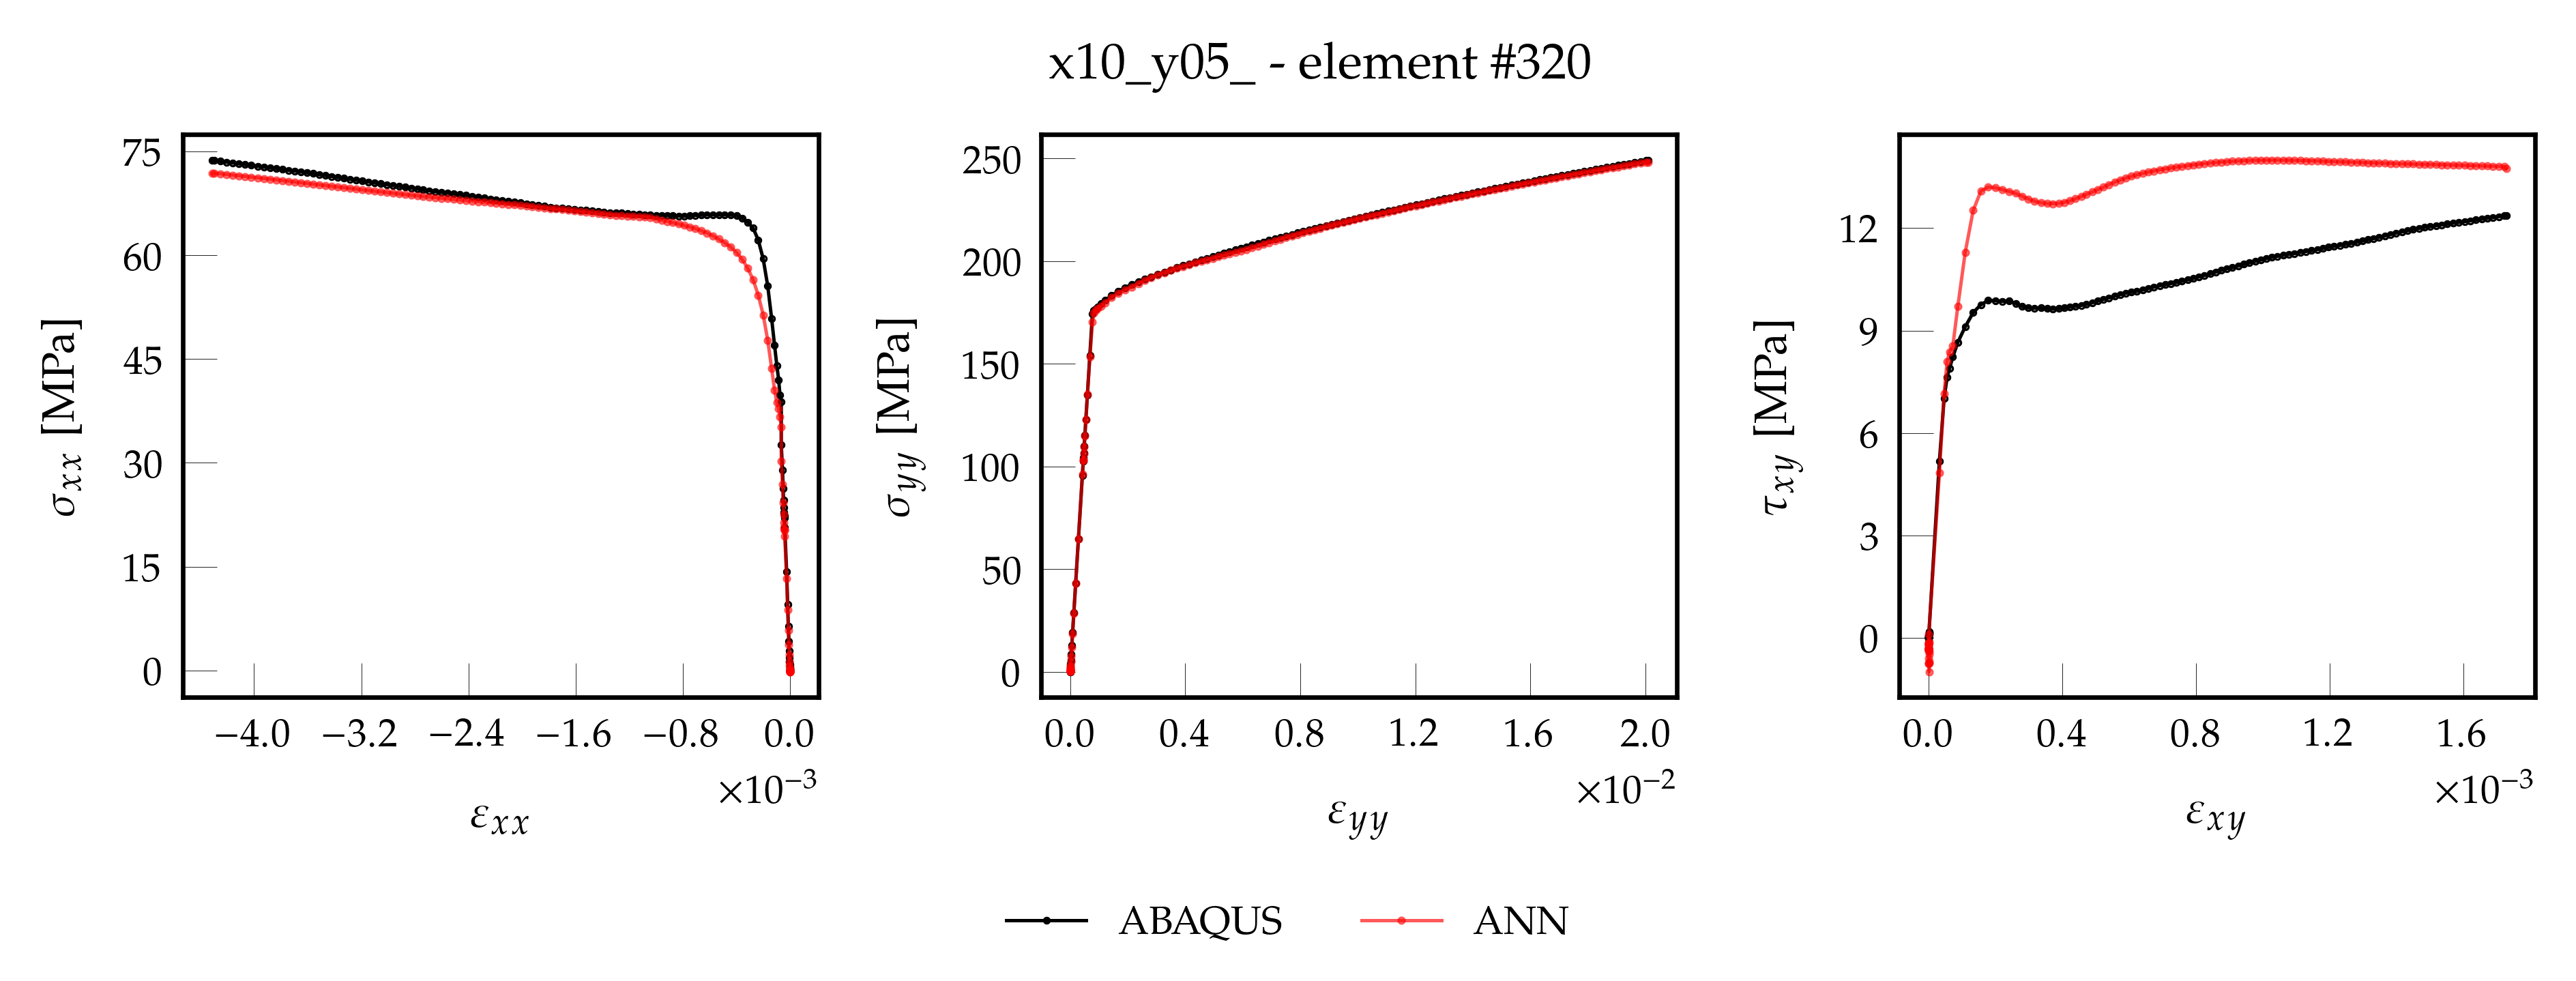 x10_y05_ - element #320
75
60
45
30
15
0
σxx [MPa]
−4.0 −3.2 −2.4 −1.6 −0.8 0.0
×10−3
εxx
250
200
150
100
50
0
σyy [MPa]
0.0 0.4 0.8 1.2 1.6 2.0
×10−2
εyy
12
9
6
3
0
τxy [MPa]
0.0 0.4 0.8 1.2 1.6
×10−3
εxy
ABAQUS ANN